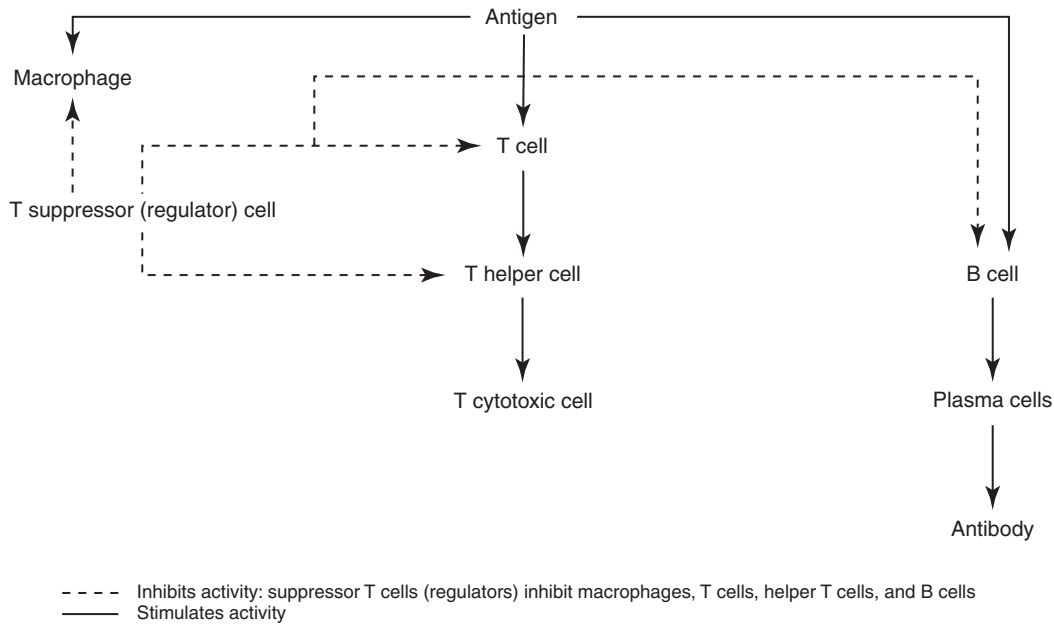 Antigen
Macrophage
T cell
T suppressor (regulator) cell
T helper cell
B cell
T cytotoxic cell
Plasma cells
Antibody
Inhibits activity: suppressor T cells (regulators) inhibit macrophages, T cells, helper T cells, and B cells
Stimulates activity